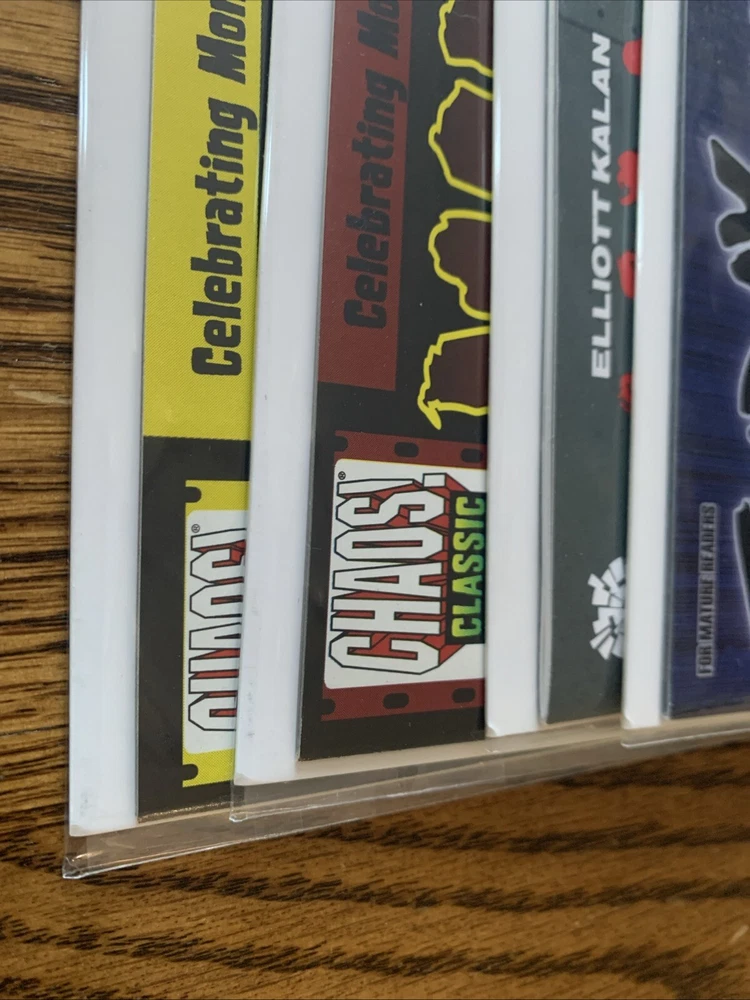 Celebrating
CHAOS!®
Celebrating
CHAOS!®
CLASSIC
ELLIOTT KALAN
FOR MATURE READERS